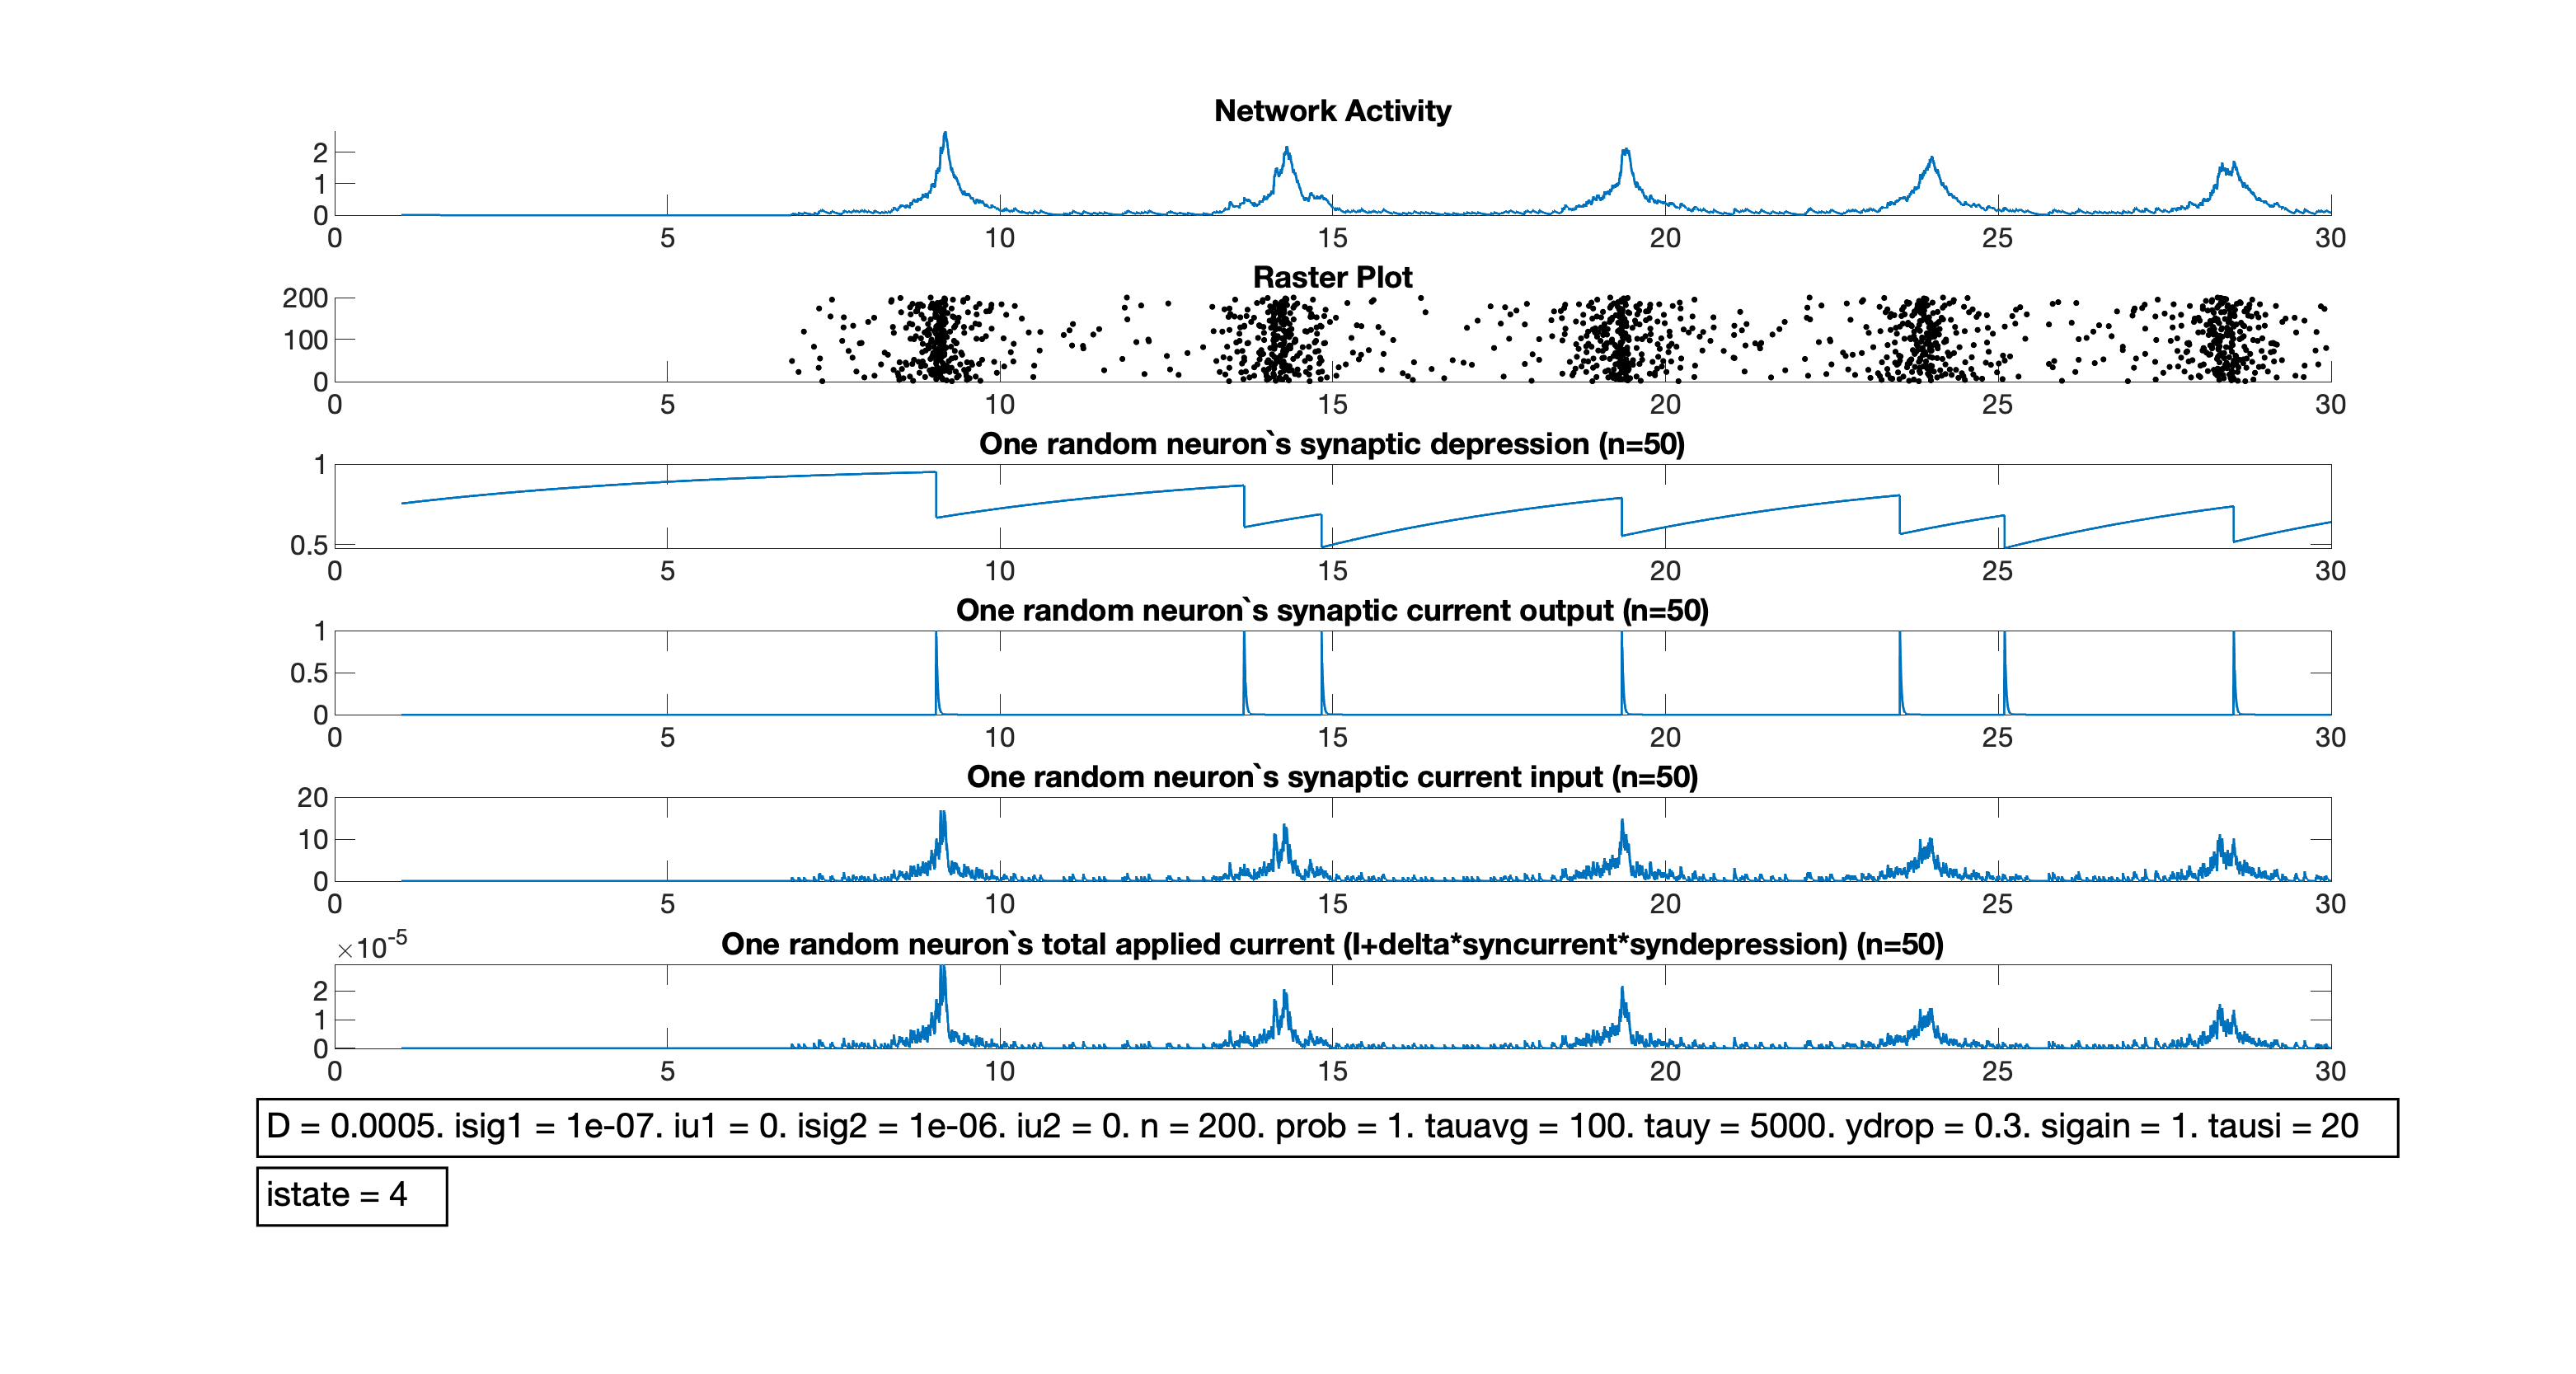 Network Activity
2
1
0
0 5 10 15 20 25 30
Raster Plot
200
100
0
0 5 10 15 20 25 30
One random neuron`s synaptic depression (n=50)
1
0.5
0 5 10 15 20 25 30
One random neuron`s synaptic current output (n=50)
1
0.5
0
0 5 10 15 20 25 30
One random neuron`s synaptic current input (n=50)
20
10
0
0 5 10 15 20 25 30
×10-5 One random neuron`s total applied current (I+delta*syncurrent*syndepression) (n=50)
2
1
0
0 5 10 15 20 25 30
D = 0.0005. isig1 = 1e-07. iu1 = 0. isig2 = 1e-06. iu2 = 0. n = 200. prob = 1. tauavg = 100. tauy = 5000. ydrop = 0.3. sigain = 1. tausi = 20
istate = 4